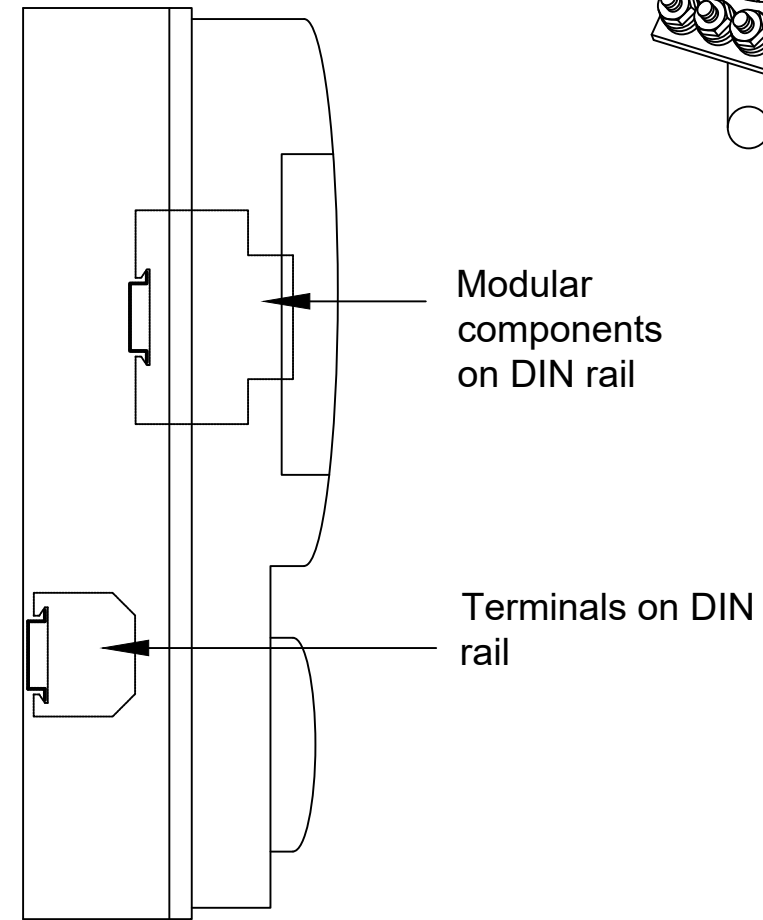 Modular
components
on DIN rail
Terminals on DIN
rail